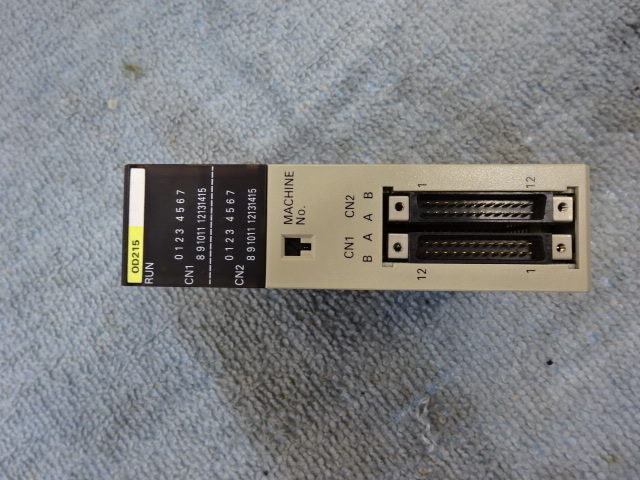 OD215
RUN
0 1 2 3 4 5 6 7
CN1 8 9 10 11 12 13 14 15
0 1 2 3 4 5 6 7
CN2 8 9 10 11 12 13 14 15
MACHINE
No.
CN1 CN2
B A A B
12 1
1 12